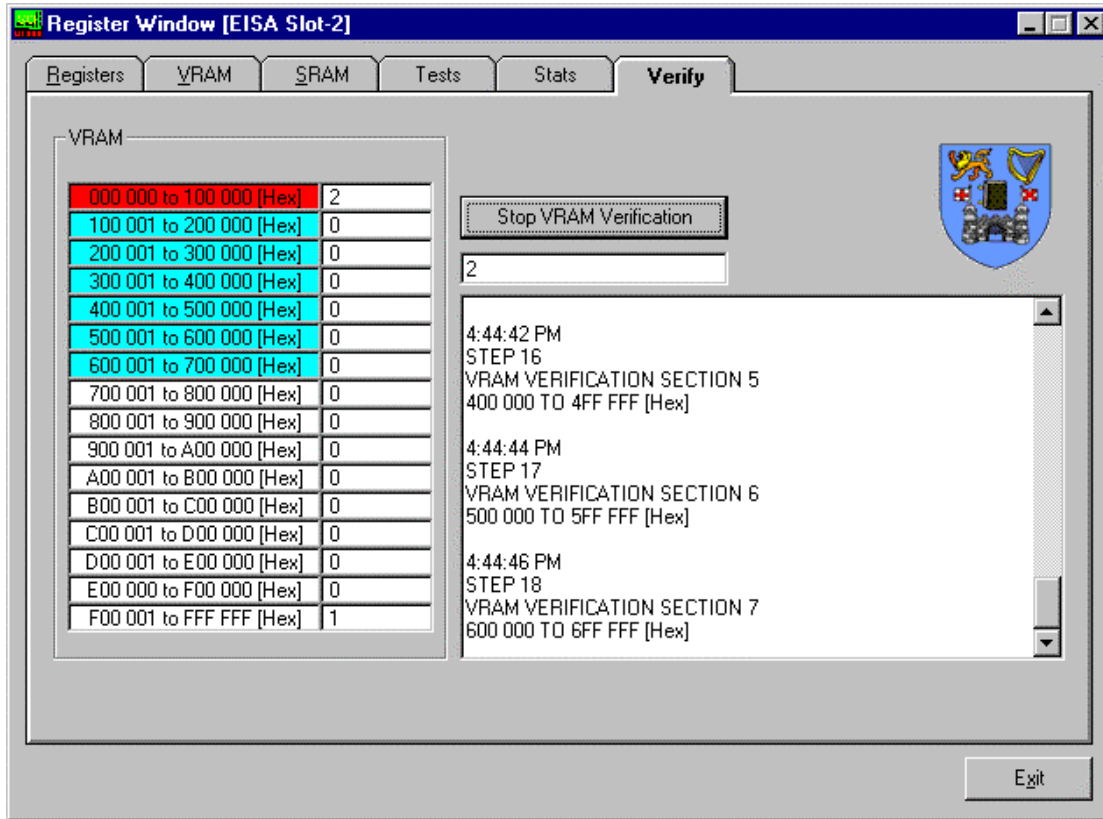 Register Window [EISA Slot-2]
Registers VRAM SRAM Tests Stats Verify
VRAM
000 000 to 100 000 [Hex] 2
100 001 to 200 000 [Hex] 0
200 001 to 300 000 [Hex] 0
300 001 to 400 000 [Hex] 0
400 001 to 500 000 [Hex] 0
500 001 to 600 000 [Hex] 0
600 001 to 700 000 [Hex] 0
700 001 to 800 000 [Hex] 0
800 001 to 900 000 [Hex] 0
900 001 to A00 000 [Hex] 0
A00 001 to B00 000 [Hex] 0
B00 001 to C00 000 [Hex] 0
C00 001 to D00 000 [Hex] 0
D00 001 to E00 000 [Hex] 0
E00 000 to F00 000 [Hex] 0
F00 001 to FFF FFF [Hex] 1
Stop VRAM Verification
2
4:44:42 PM
STEP 16
VRAM VERIFICATION SECTION 5
400 000 TO 4FF FFF [Hex]
4:44:44 PM
STEP 17
VRAM VERIFICATION SECTION 6
500 000 TO 5FF FFF [Hex]
4:44:46 PM
STEP 18
VRAM VERIFICATION SECTION 7
600 000 TO 6FF FFF [Hex]
Exit